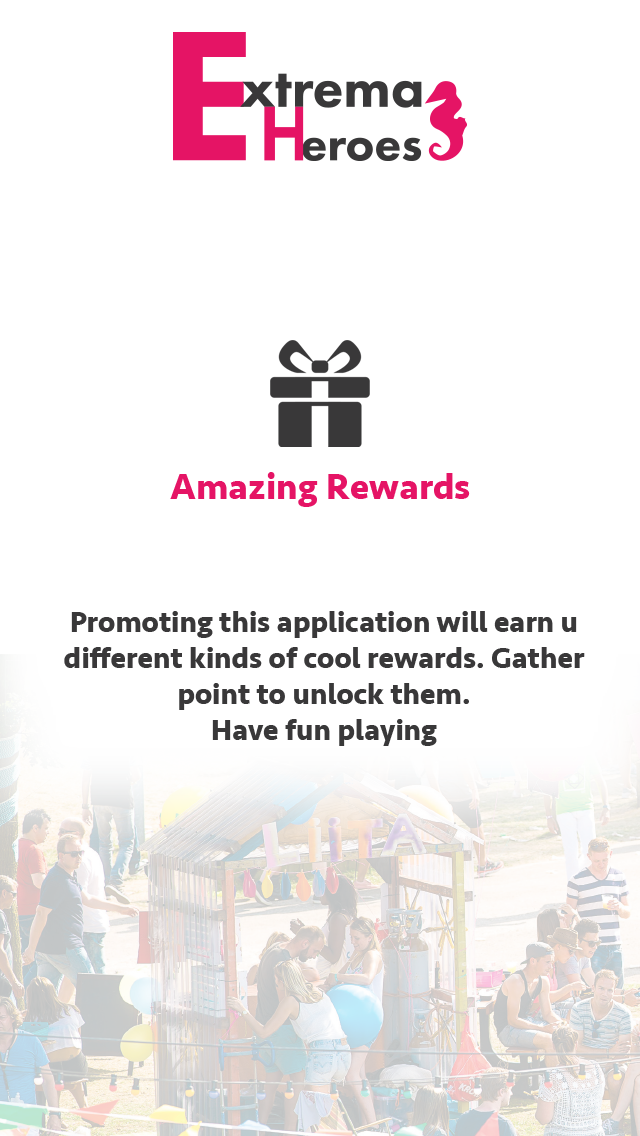 Extrema
Heroes
Amazing Rewards
Promoting this application will earn u
different kinds of cool rewards. Gather
point to unlock them.
Have fun playing